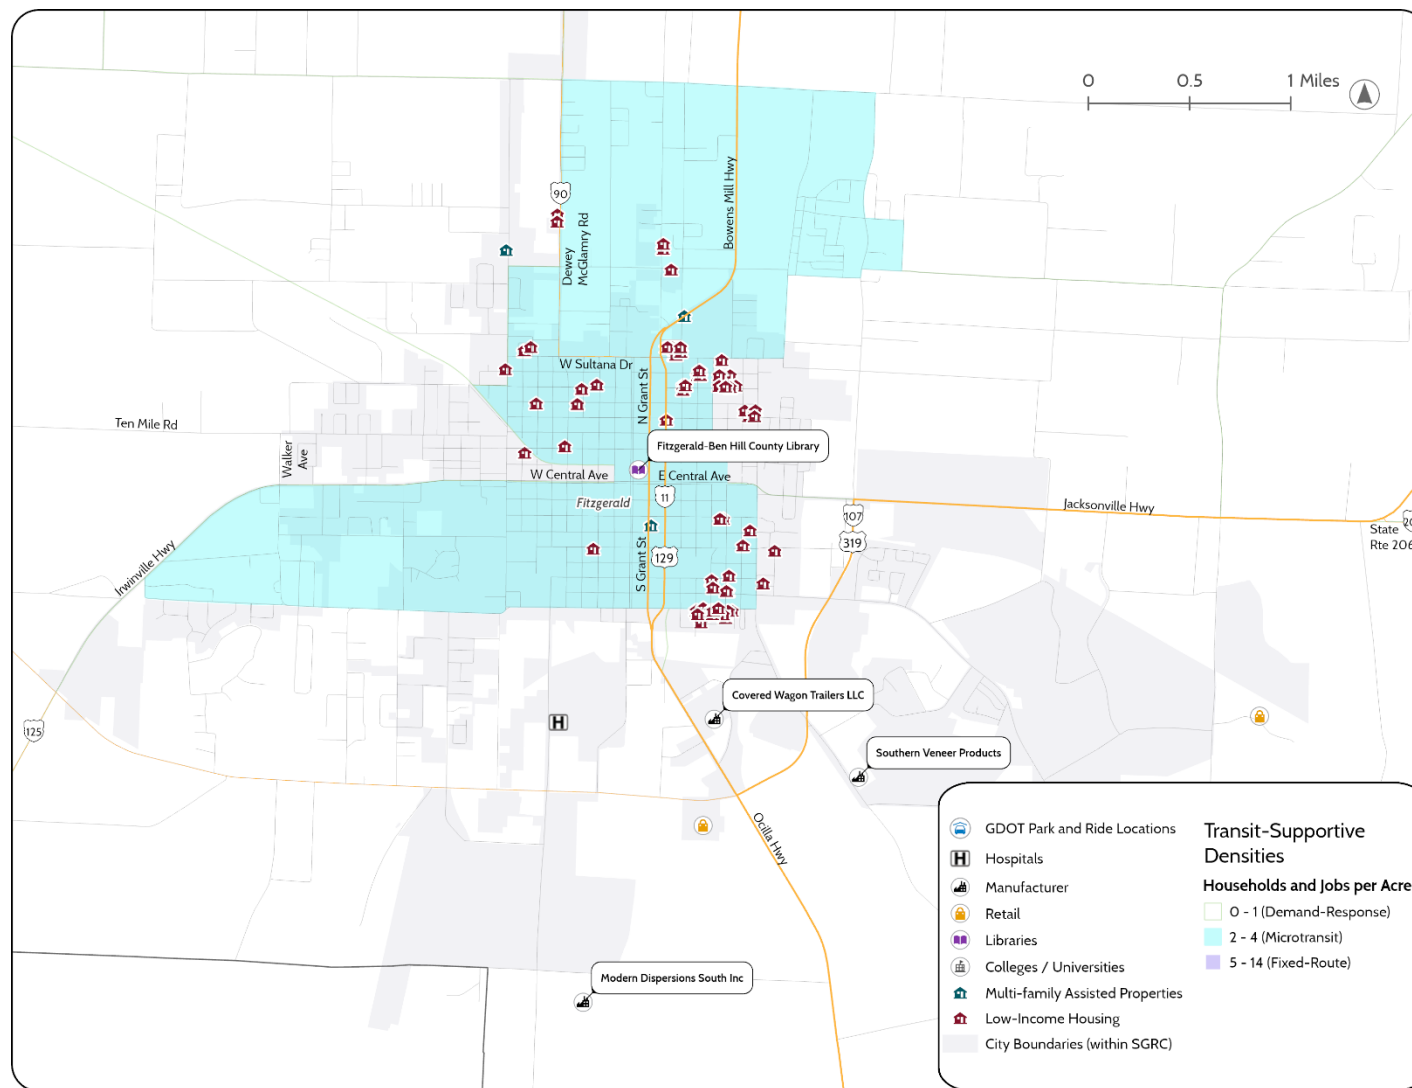 0 0.5 1 Miles
90
Dewey
McGlamry Rd
Bowens Mill Hwy
W Sultana Dr
N Grant St
Ten Mile Rd
Walker
Ave
Fitzgerald-Ben Hill County Library
W Central Ave
E Central Ave
Fitzgerald
11
Jacksonville Hwy
107
State
Rte 206
20
319
129
S Grant St
Irwinville Hwy
Covered Wagon Trailers LLC
H
125
Southern Veneer Products
Ocilla Hwy
Modern Dispersions South Inc
GDOT Park and Ride Locations
H Hospitals
Manufacturer
Retail
Libraries
Colleges / Universities
Multi-family Assisted Properties
Low-Income Housing
City Boundaries (within SGRC)
Transit-Supportive
Densities
Households and Jobs per Acre
0 - 1 (Demand-Response)
2 - 4 (Microtransit)
5 - 14 (Fixed-Route)